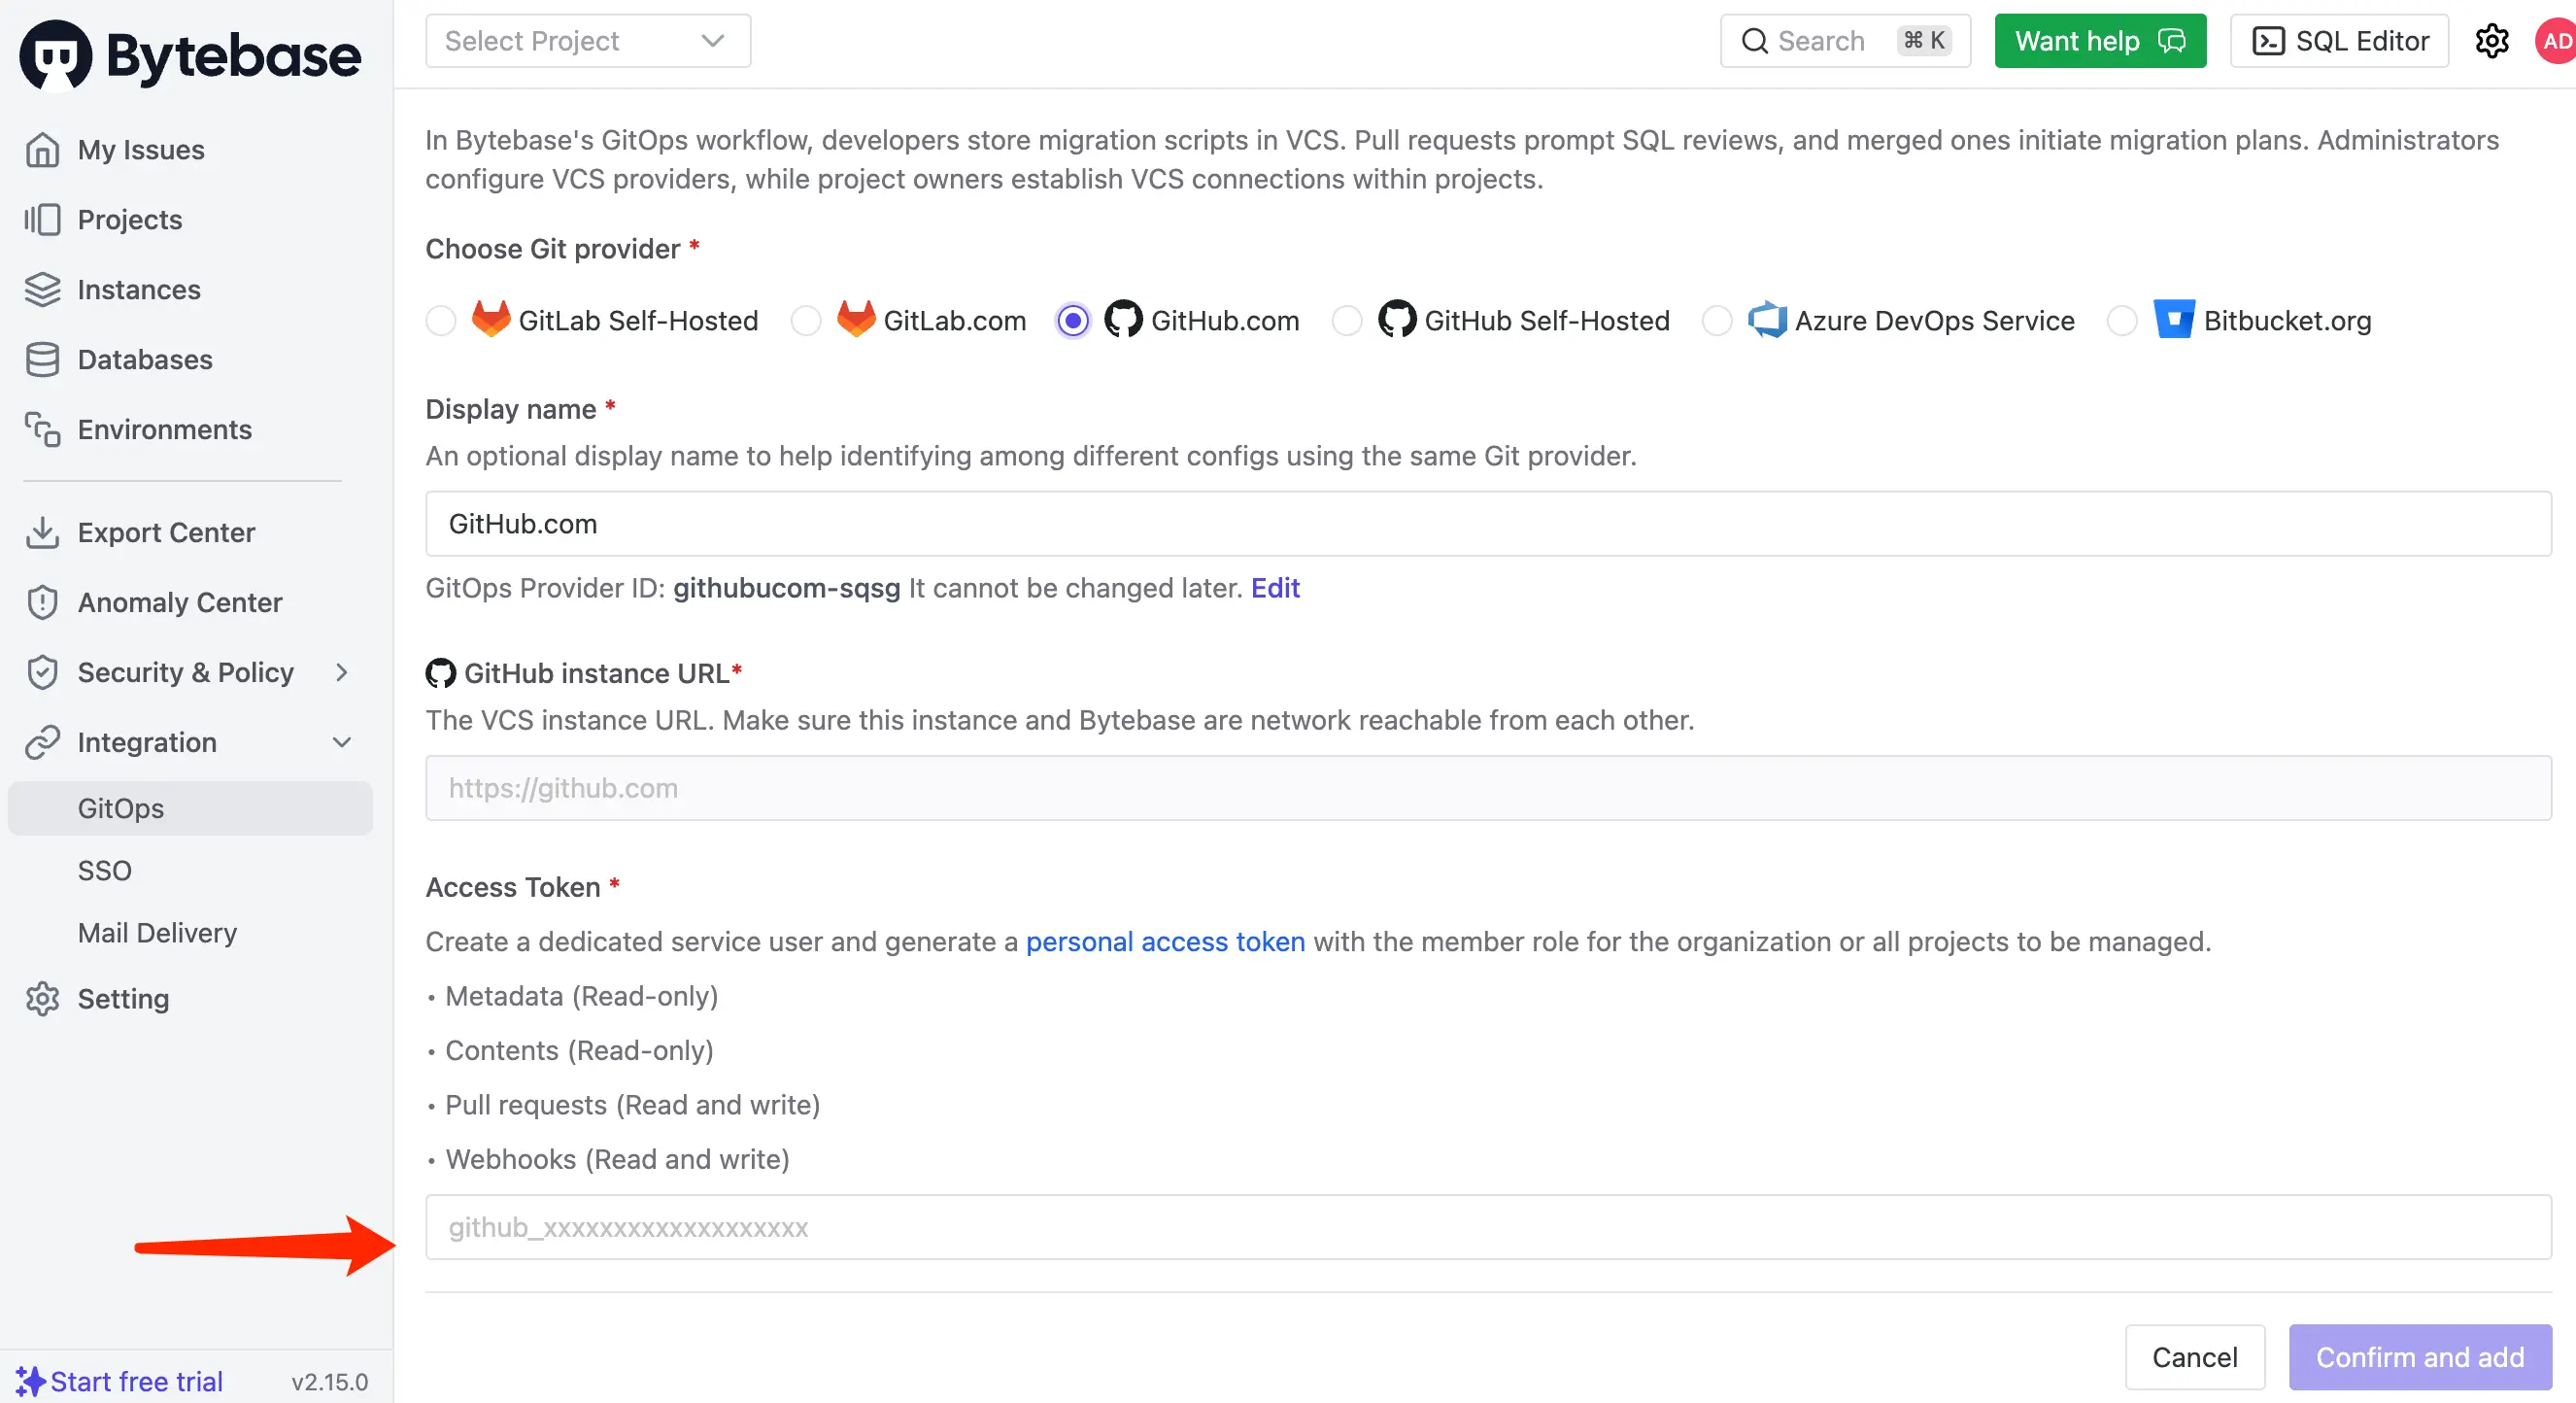 Bytebase
Select Project
Search ⌘ K
Want help
SQL Editor
AD
My Issues
Projects
Instances
Databases
Environments
Export Center
Anomaly Center
Security & Policy
Integration
GitOps
SSO
Mail Delivery
Setting
Start free trial
v2.15.0
In Bytebase's GitOps workflow, developers store migration scripts in VCS. Pull requests prompt SQL reviews, and merged ones initiate migration plans. Administrators
configure VCS providers, while project owners establish VCS connections within projects.
Choose Git provider *
GitLab Self-Hosted GitLab.com GitHub.com GitHub Self-Hosted Azure DevOps Service Bitbucket.org
Display name *
An optional display name to help identifying among different configs using the same Git provider.
GitHub.com
GitOps Provider ID: githubucom-sqsg It cannot be changed later. Edit
GitHub instance URL*
The VCS instance URL. Make sure this instance and Bytebase are network reachable from each other.
https://github.com
Access Token *
Create a dedicated service user and generate a personal access token with the member role for the organization or all projects to be managed.
• Metadata (Read-only)
• Contents (Read-only)
• Pull requests (Read and write)
• Webhooks (Read and write)
github_xxxxxxxxxxxxxxxxxxx
Cancel
Confirm and add